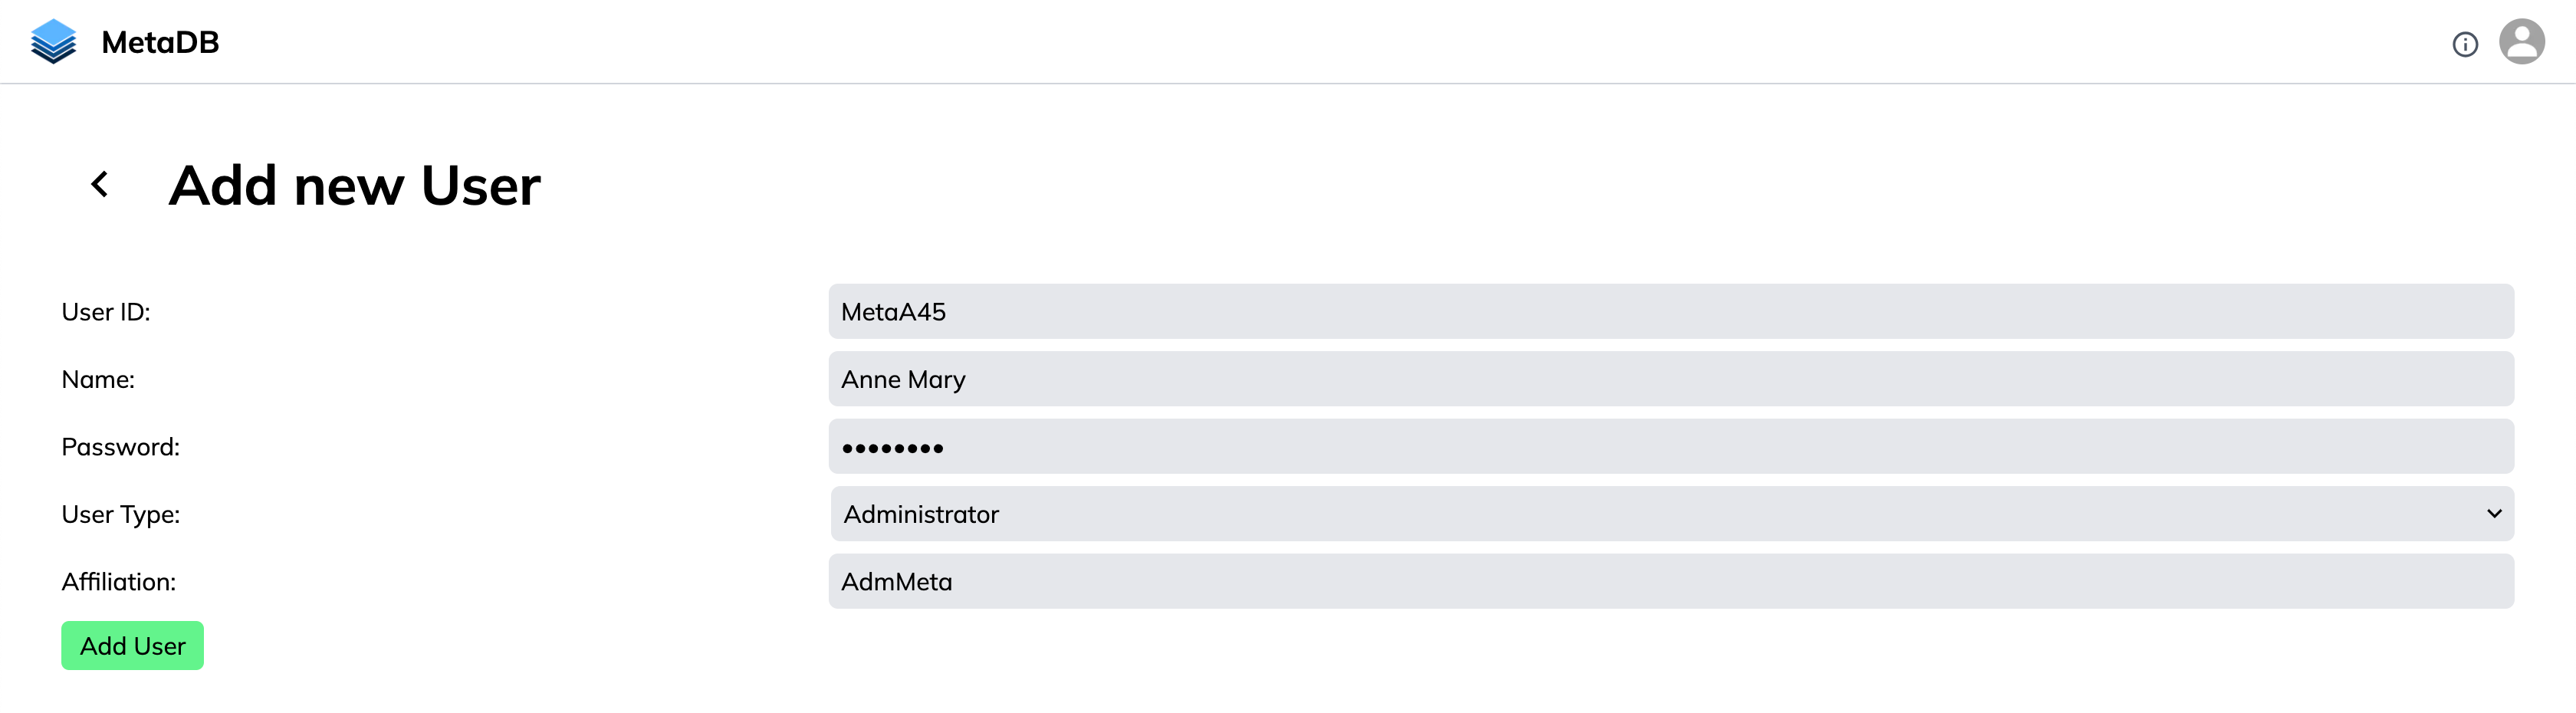 MetaDB
Add new User
User ID: MetaA45
Name: Anne Mary
Password: ••••••••
User Type: Administrator
Affiliation: AdmMeta
Add User